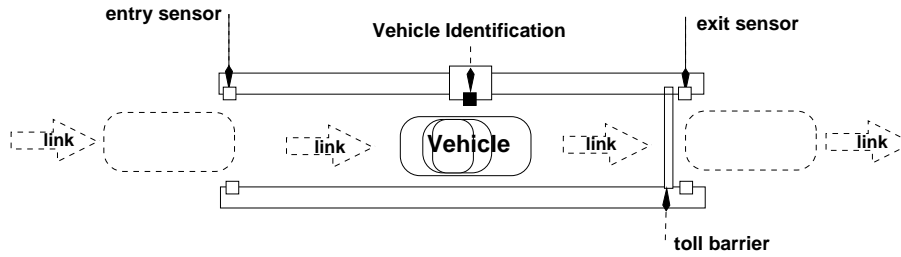 entry sensor
Vehicle Identification
exit sensor
link
link
Vehicle
link
link
toll barrier